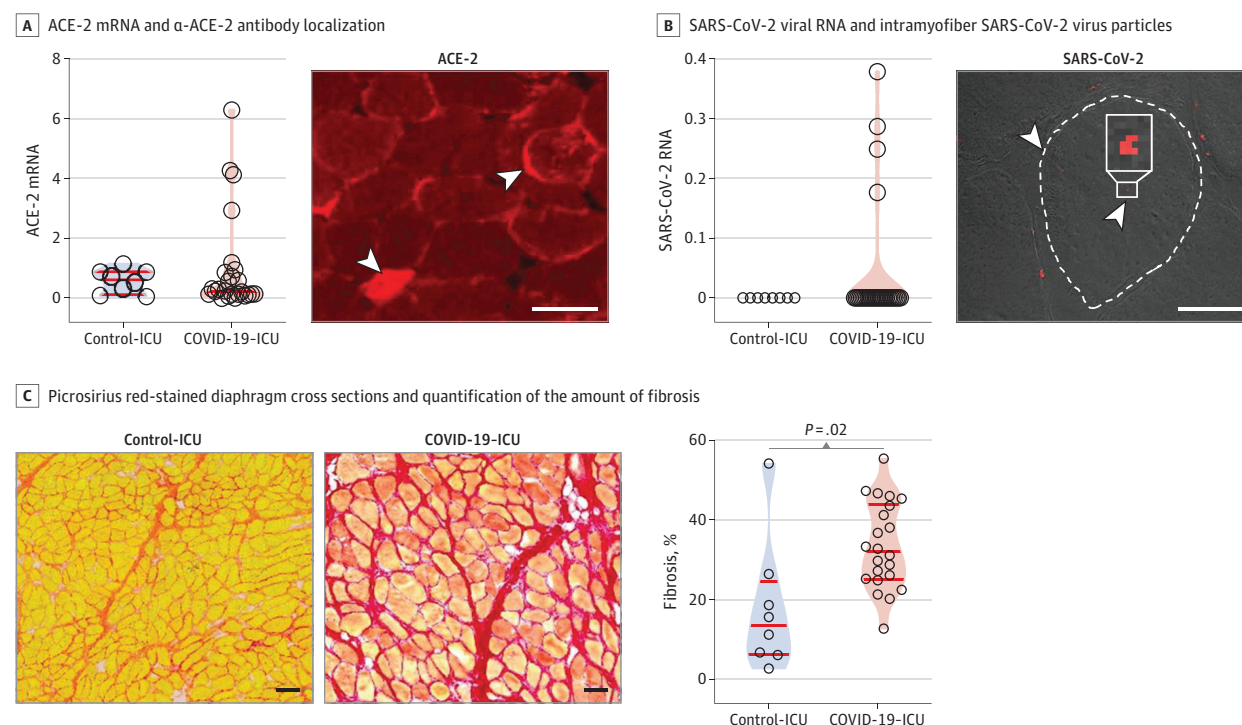 A ACE-2 mRNA and α-ACE-2 antibody localization
8
6
4
2
0
ACE-2 mRNA
Control-ICU COVID-19-ICU
ACE-2
B SARS-CoV-2 viral RNA and intramyofiber SARS-CoV-2 virus particles
0.4
0.3
0.2
0.1
0
SARS-CoV-2 RNA
Control-ICU COVID-19-ICU
SARS-CoV-2
C Picrosirius red-stained diaphragm cross sections and quantification of the amount of fibrosis
Control-ICU
COVID-19-ICU
P = .02
60
40
20
0
Fibrosis, %
Control-ICU COVID-19-ICU